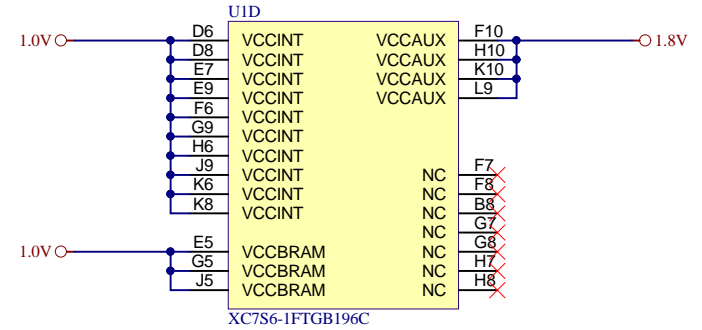 U1D
1.0V D6 VCCINT VCCAUX F10 1.8V
D8 VCCINT VCCAUX H10
E7 VCCINT VCCAUX K10
E9 VCCINT VCCAUX L9
F6 VCCINT
G9 VCCINT
H6 VCCINT
J9 VCCINT NC F7
K6 VCCINT NC F8
K8 VCCINT NC B8
NC G7
1.0V E5 VCCBRAM NC G8
G5 VCCBRAM NC H7
J5 VCCBRAM NC H8
XC7S6-1FTGB196C